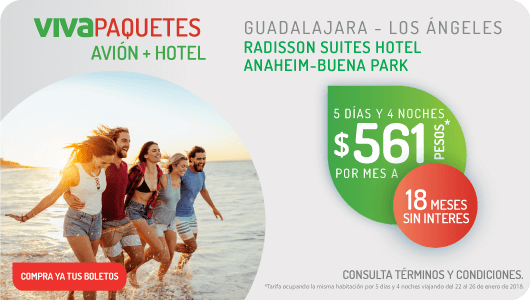 vivaPAQUETES
AVIÓN + HOTEL
GUADALAJARA - LOS ÁNGELES
RADISSON SUITES HOTEL
ANAHEIM-BUENA PARK
5 DÍAS Y 4 NOCHES
$561 PESOS*
POR MES A
18 MESES
SIN INTERES
COMPRA YA TUS BOLETOS
CONSULTA TÉRMINOS Y CONDICIONES.
*Tarifa ocupando la misma habitación por 5 días y 4 noches viajando del 22 al 26 de enero de 2018.